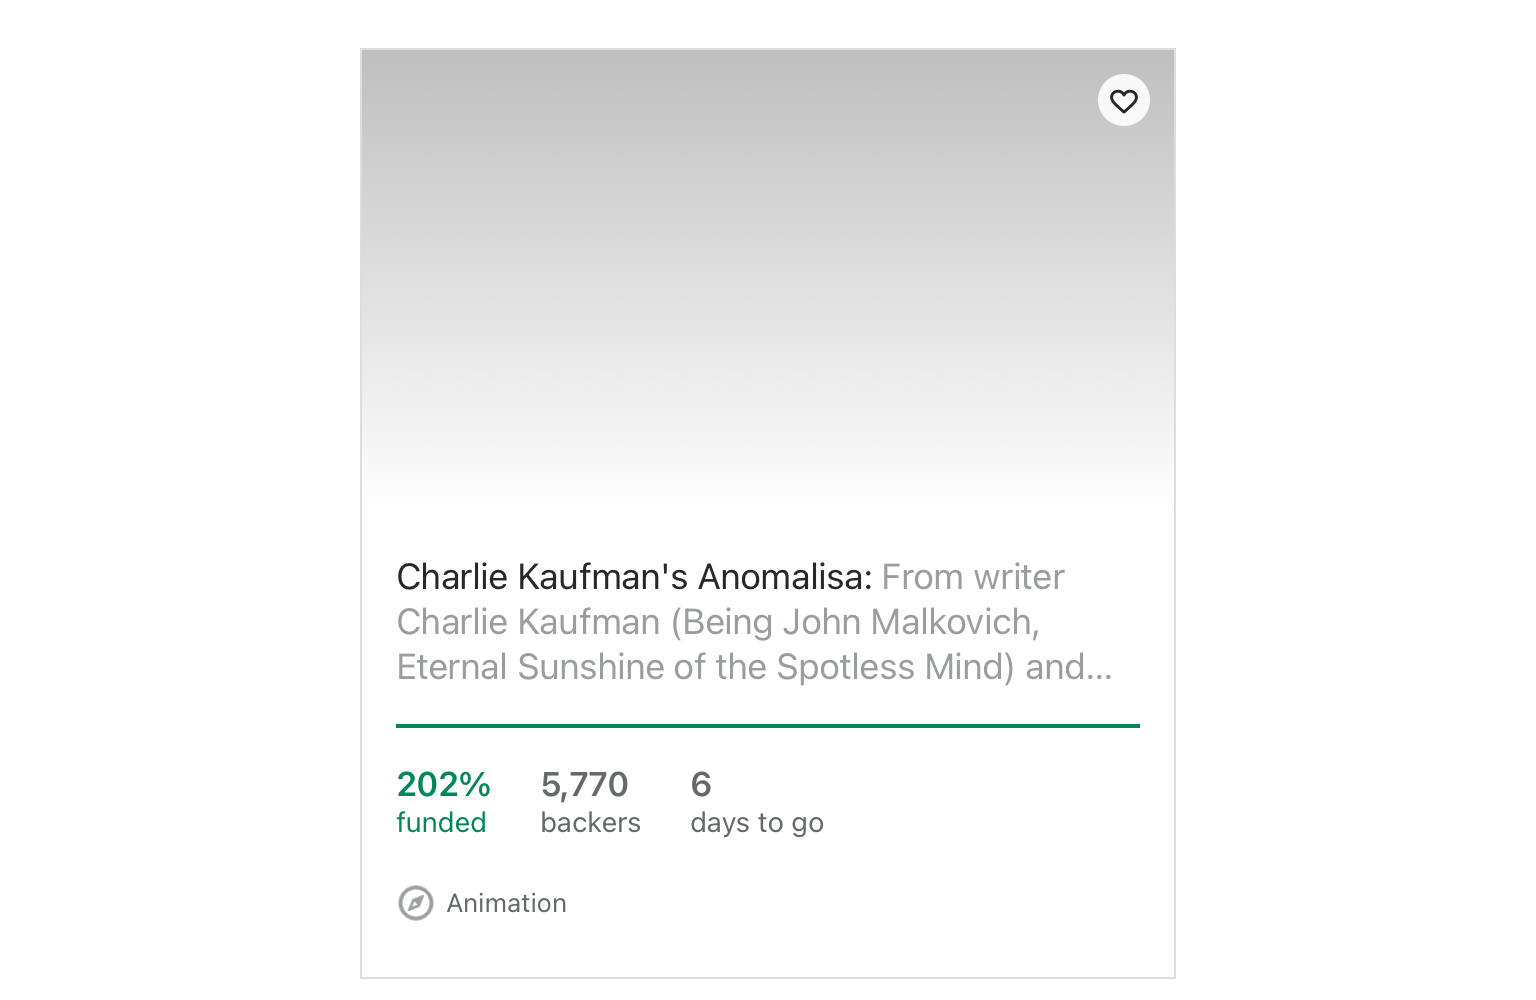 Charlie Kaufman's Anomalisa: From writer
Charlie Kaufman (Being John Malkovich,
Eternal Sunshine of the Spotless Mind) and...
202% 5,770 6
funded backers days to go
Animation